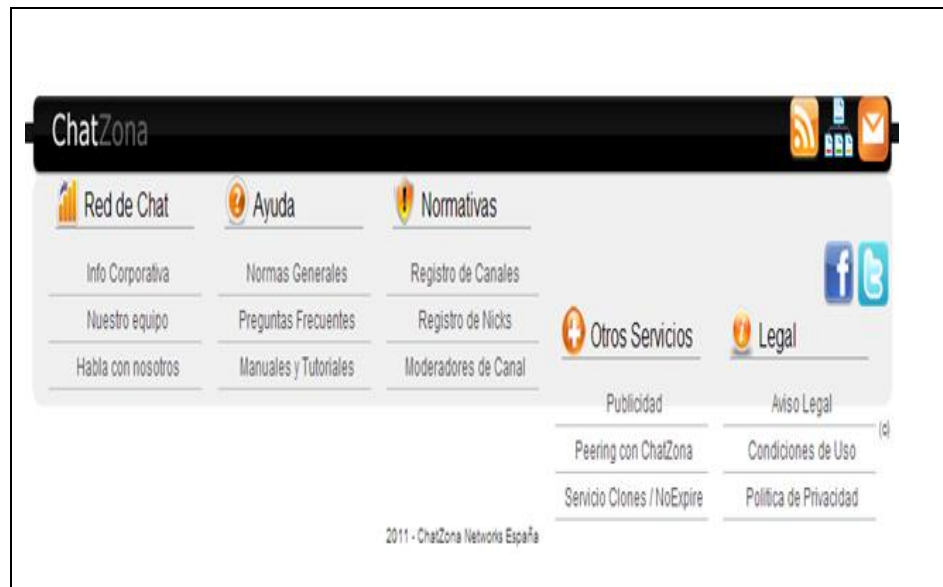 ChatZona
Red de Chat
Info Corporativa
Nuestro equipo
Habla con nosotros
Ayuda
Normas Generales
Preguntas Frecuentes
Manuales y Tutoriales
Normativas
Registro de Canales
Registro de Nicks
Moderadores de Canal
Otros Servicios
Publicidad
Peering con ChatZona
Servicio Clones / NoExpire
Legal
Aviso Legal
Condiciones de Uso
Politica de Privacidad
(c)
2011 - ChatZona Networks España